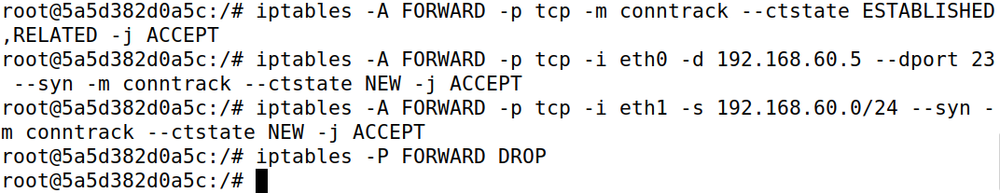 root@5a5d382d0a5c:/# iptables -A FORWARD -p tcp -m conntrack --ctstate ESTABLISHED
,RELATED -j ACCEPT
root@5a5d382d0a5c:/# iptables -A FORWARD -p tcp -i eth0 -d 192.168.60.5 --dport 23
 --syn -m conntrack --ctstate NEW -j ACCEPT
root@5a5d382d0a5c:/# iptables -A FORWARD -p tcp -i eth1 -s 192.168.60.0/24 --syn -
m conntrack --ctstate NEW -j ACCEPT
root@5a5d382d0a5c:/# iptables -P FORWARD DROP
root@5a5d382d0a5c:/#